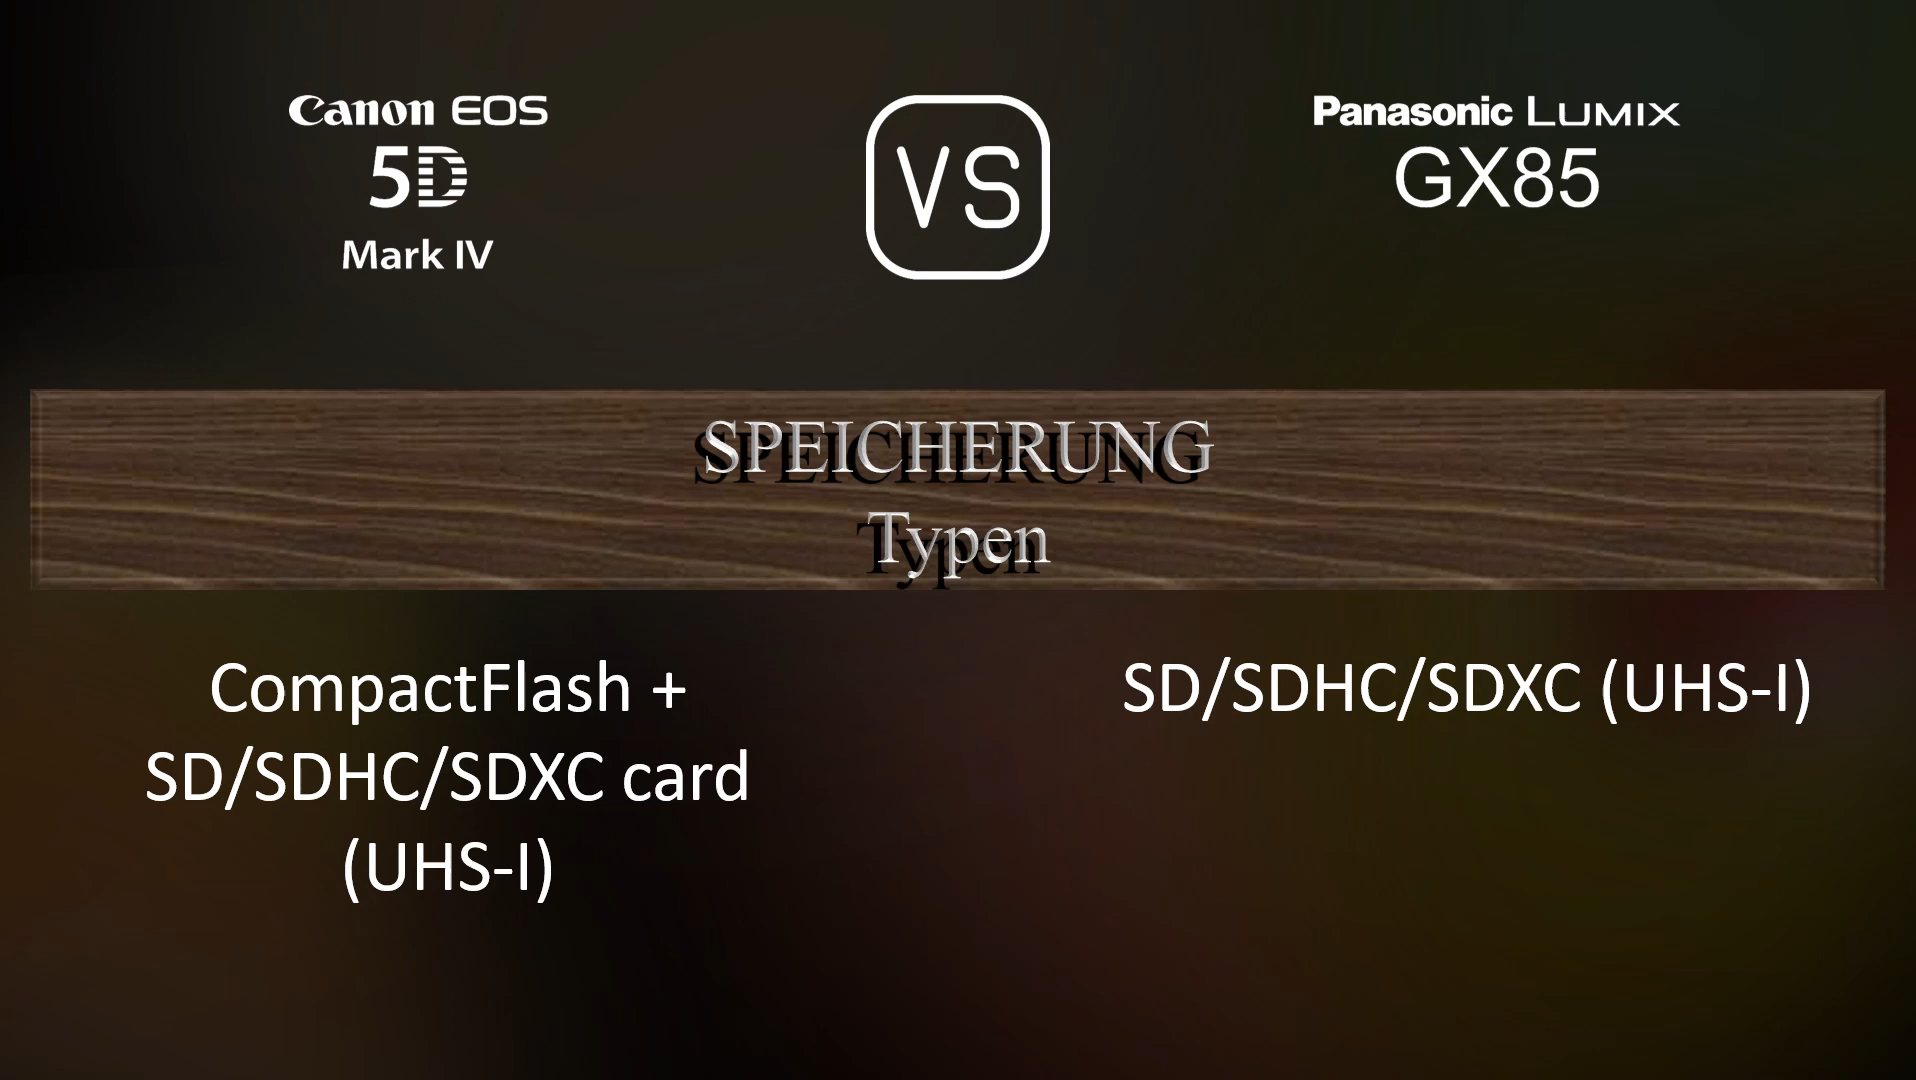 Canon EOS
5D
Mark IV
VS
Panasonic LUMIX
GX85
SPEICHERUNG
Typen
CompactFlash +
SD/SDHC/SDXC card
(UHS-I)
SD/SDHC/SDXC (UHS-I)